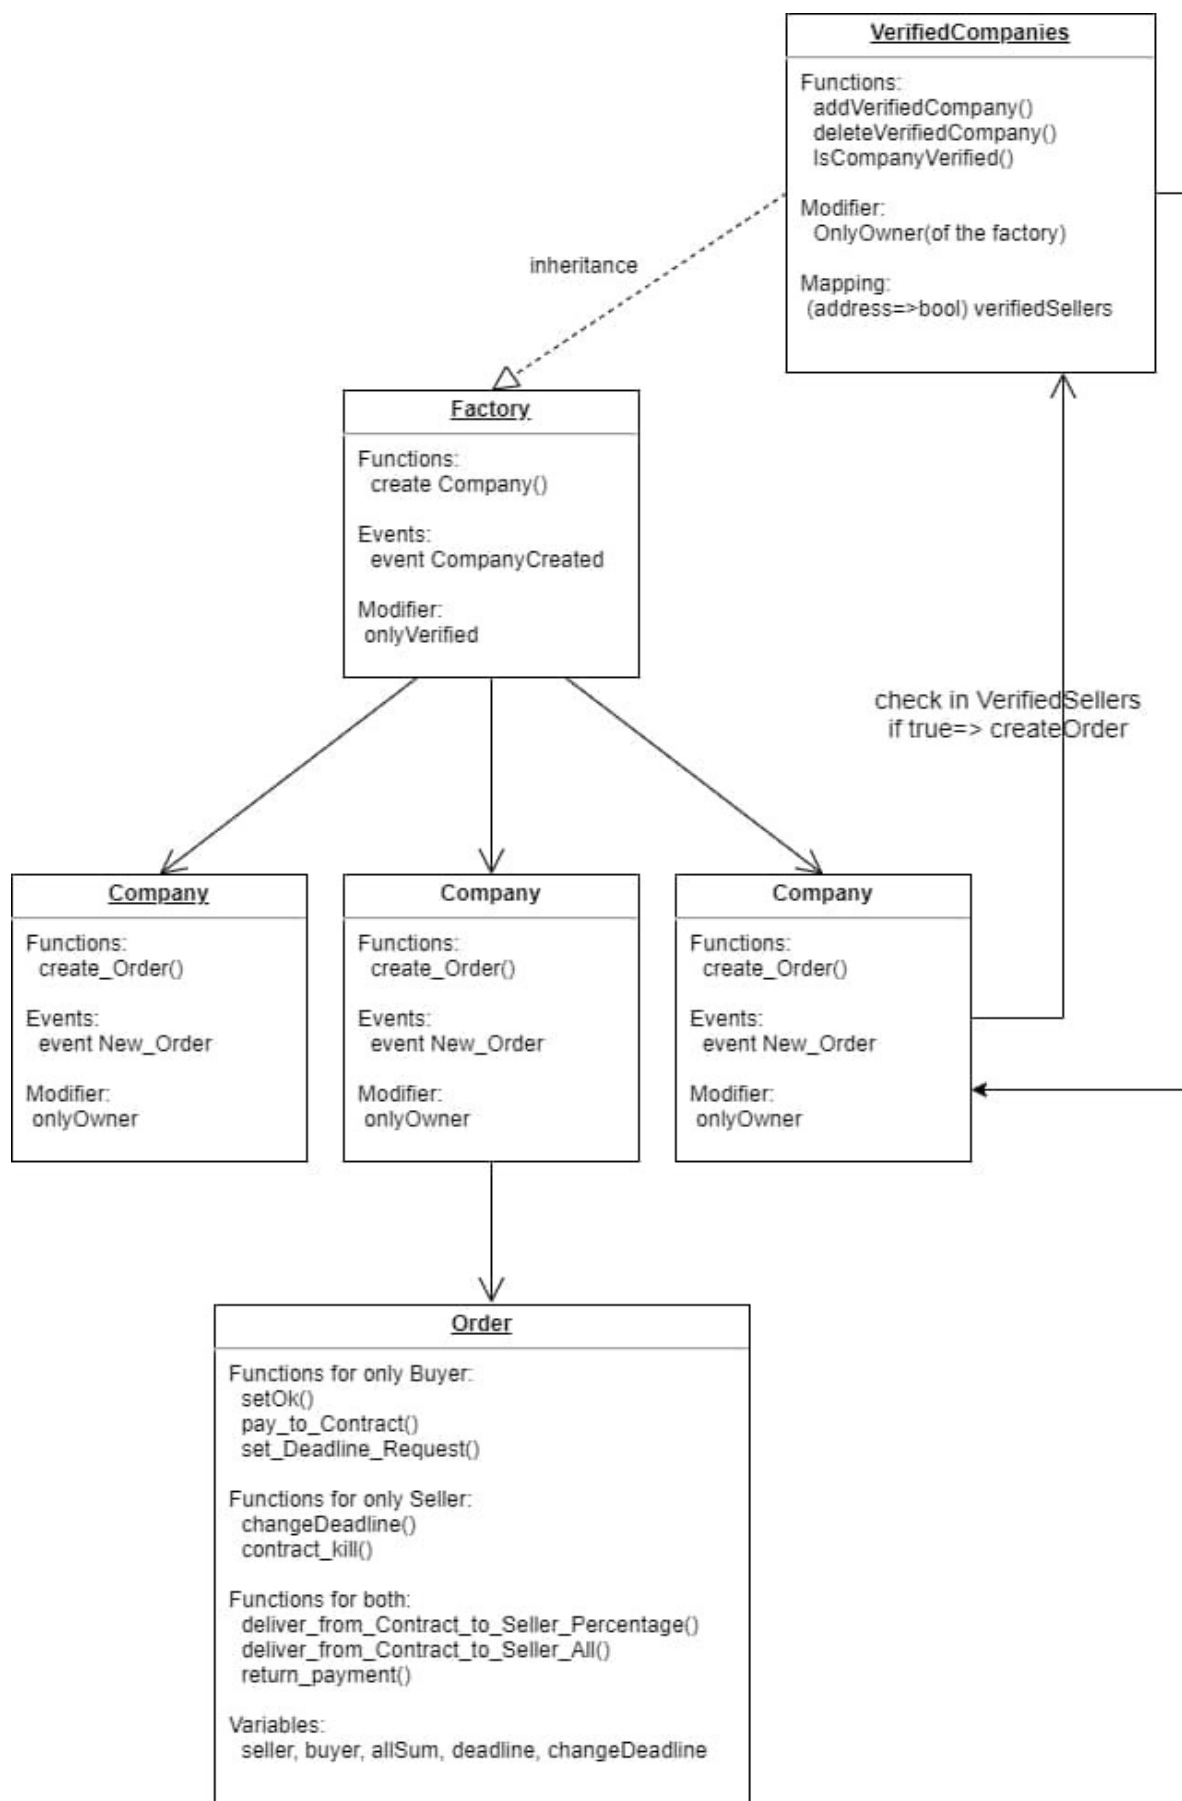 VerifiedCompanies
Functions:
addVerifiedCompany()
deleteVerifiedCompany()
IsCompanyVerified()
Modifier:
OnlyOwner(of the factory)
Mapping:
(address=>bool) verifiedSellers
inheritance
Factory
Functions:
create Company()
Events:
event CompanyCreated
Modifier:
onlyVerified
check in VerifiedSellers
if true=> createOrder
Company
Functions:
create_Order()
Events:
event New_Order
Modifier:
onlyOwner
Company
Functions:
create_Order()
Events:
event New_Order
Modifier:
onlyOwner
Company
Functions:
create_Order()
Events:
event New_Order
Modifier:
onlyOwner
Order
Functions for only Buyer:
setOk()
pay_to_Contract()
set_Deadline_Request()
Functions for only Seller:
changeDeadline()
contract_kill()
Functions for both:
deliver_from_Contract_to_Seller_Percentage()
deliver_from_Contract_to_Seller_All()
return_payment()
Variables:
seller, buyer, allSum, deadline, changeDeadline